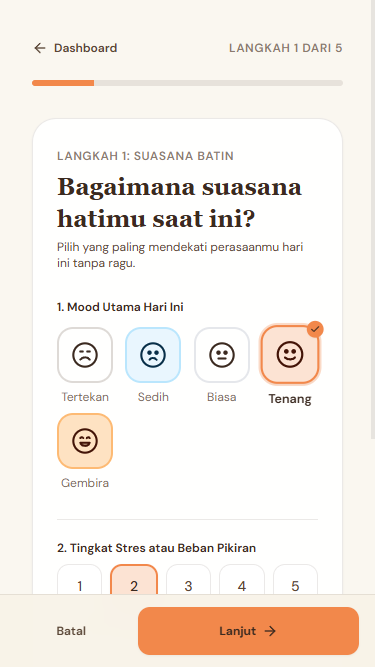 Dashboard
LANGKAH 1 DARI 5
LANGKAH 1: SUASANA BATIN
Bagaimana suasana
hatimu saat ini?
Pilih yang paling mendekati perasaanmu hari
ini tanpa ragu.
1. Mood Utama Hari Ini
Tertekan
Sedih
Biasa
Tenang
Gembira
2. Tingkat Stres atau Beban Pikiran
1 2 3 4 5
Batal
Lanjut